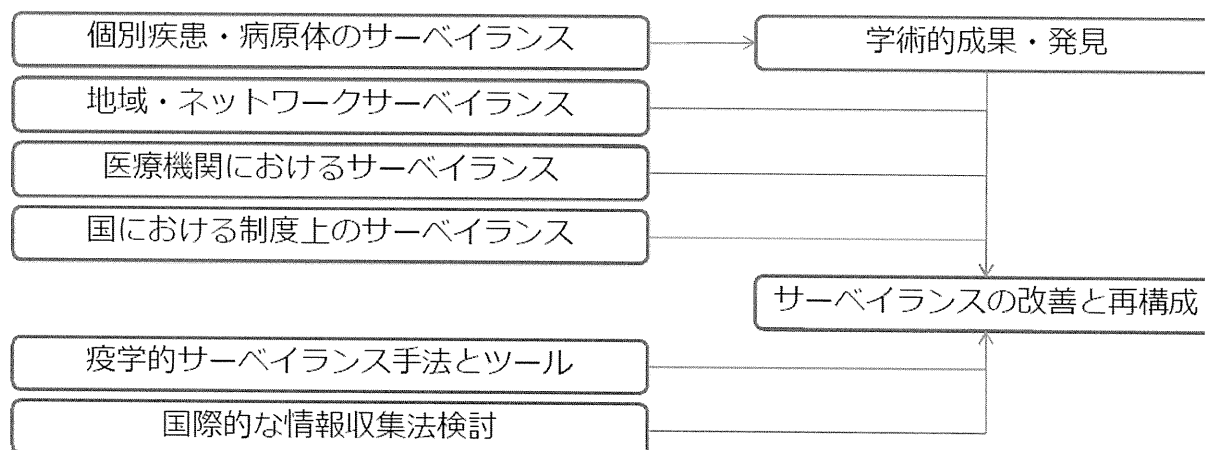 個別疾患・病原体のサーベイランス
学術的成果・発見
地域・ネットワークサーベイランス
医療機関におけるサーベイランス
国における制度上のサーベイランス
サーベイランスの改善と再構成
疫学的サーベイランス手法とツール
国際的な情報収集法検討